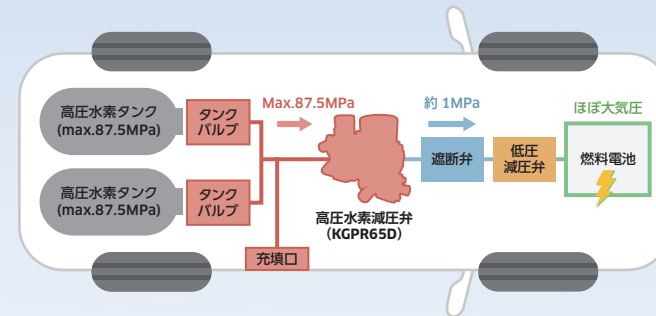 高圧水素タンク
(max.87.5MPa)
タンク
バルブ
高圧水素タンク
(max.87.5MPa)
タンク
バルブ
充填口
Max.87.5MPa
高圧水素減圧弁
（KGPR65D）
約 1MPa
遮断弁
低圧
減圧弁
ほぼ大気圧
燃料電池